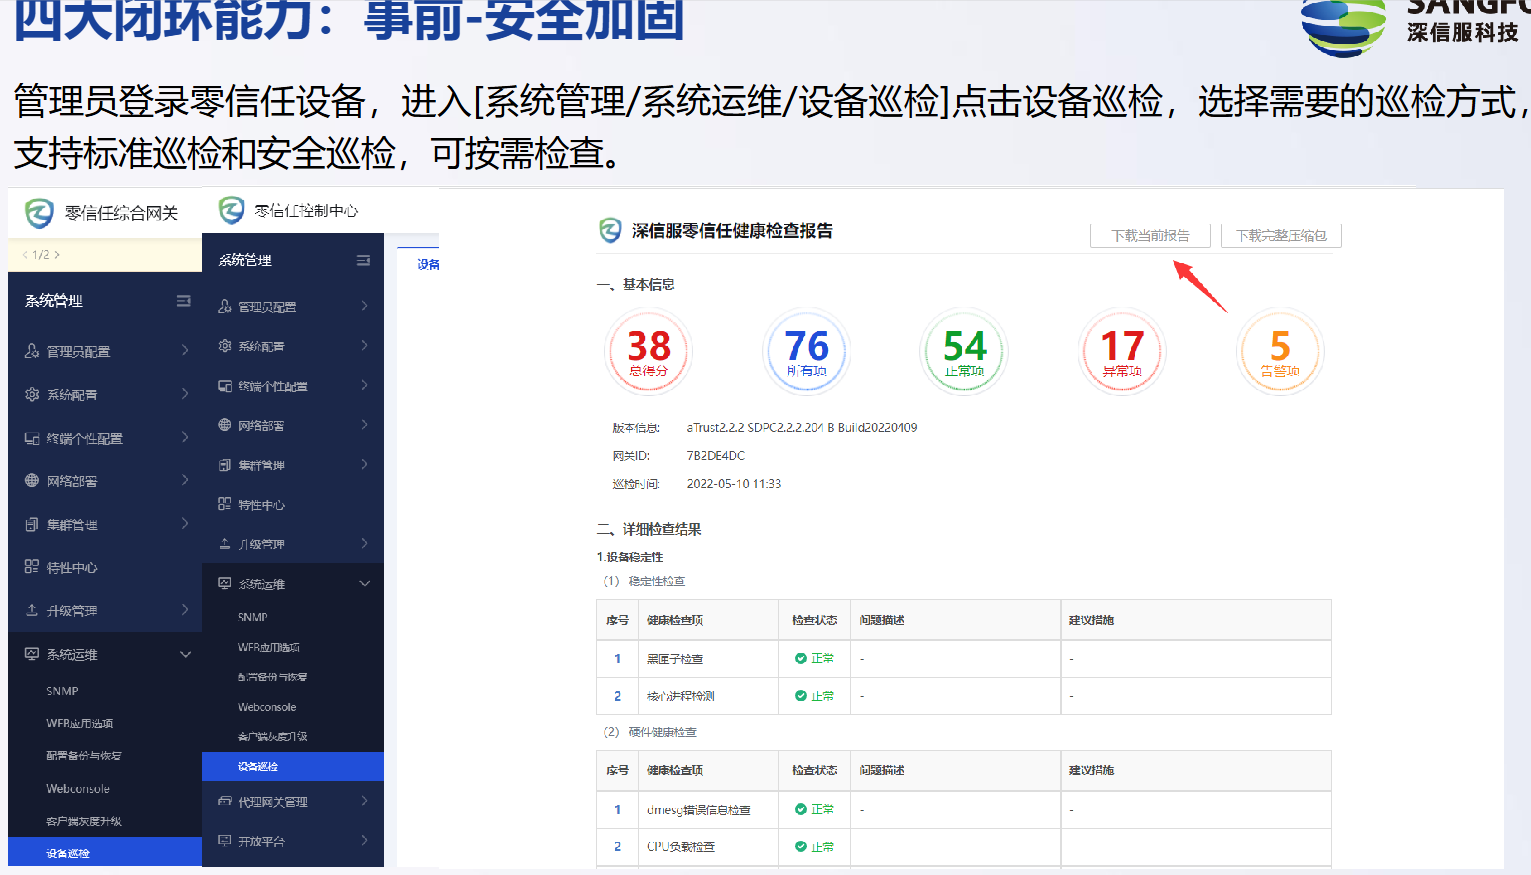 四大闭环能力：事前-安全加固
深信服科技
管理员登录零信任设备，进入[系统管理/系统运维/设备巡检]点击设备巡检，选择需要的巡检方式，
支持标准巡检和安全巡检，可按需检查。
零信任综合网关
1/2
系统管理
管理员配置
系统配置
终端个性配置
网络部署
集群管理
特性中心
升级管理
系统运维
SNMP
WEB应用选项
配置备份与恢复
Webconsole
客户端灰度升级
设备巡检
零信任控制中心
系统管理
管理员配置
系统配置
终端个性配置
网络部署
集群管理
特性中心
升级管理
系统运维
SNMP
WEB应用选项
配置备份与恢复
Webconsole
客户端灰度升级
设备巡检
代理网关管理
开放平台
设备
深信服零信任健康检查报告
下载当前报告 下载完整压缩包
一、基本信息
38 76 54 17 5
总得分 所有项 正常项 异常项 告警项
版本信息: aTrust2.2.2 SDPC2.2.2.204 B Build20220409
网关ID: 7B2DE4DC
巡检时间: 2022-05-10 11:33
二、详细检查结果
1.设备稳定性
（1） 稳定性检查
序号 健康检查项 检查状态 问题描述 建议措施
1 黑匣子检查 正常 - -
2 核心进程检测 正常 - -
（2） 硬件健康检查
序号 健康检查项 检查状态 问题描述 建议措施
1 dmesg错误信息检查 正常 - -
2 CPU负载检查 正常